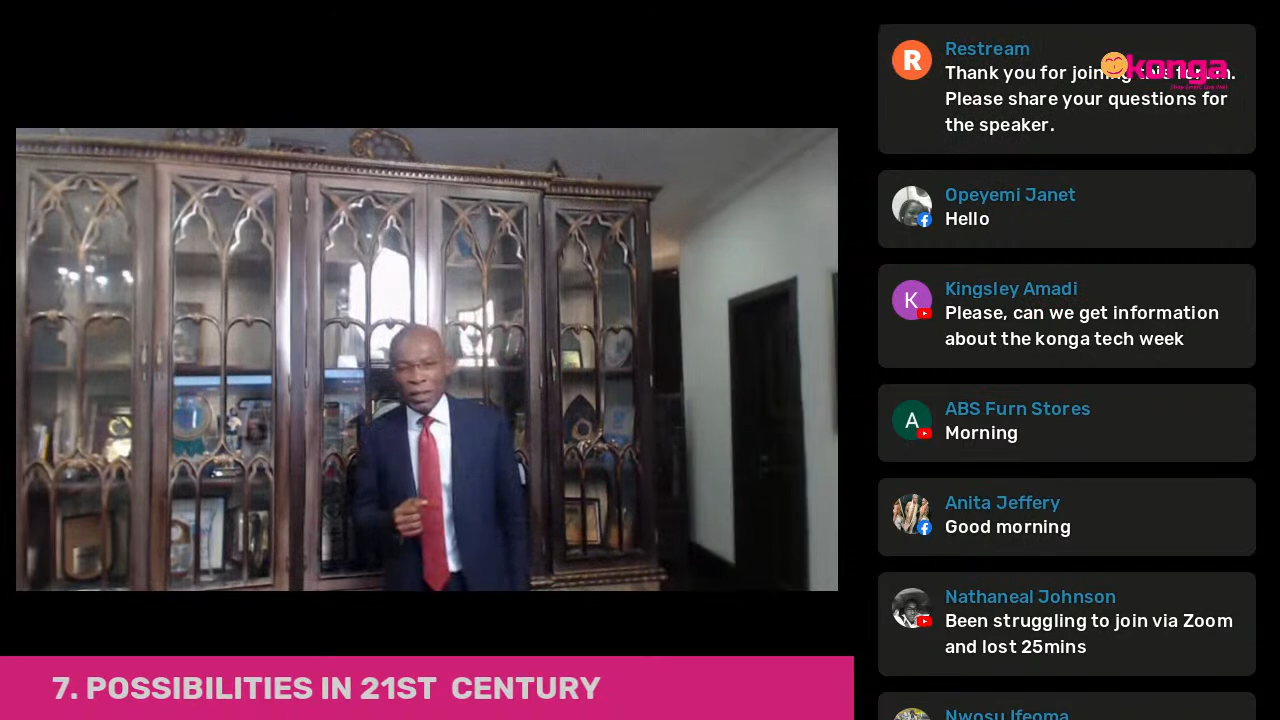 Restream
Thank you for joining this forum.
Please share your questions for
the speaker.
konga
Opeyemi Janet
Hello
Kingsley Amadi
Please, can we get information
about the konga tech week
ABS Furn Stores
Morning
Anita Jeffery
Good morning
Nathaneal Johnson
Been struggling to join via Zoom
and lost 25mins
Nwosu Ifeoma
R
K
A
7. POSSIBILITIES IN 21ST CENTURY